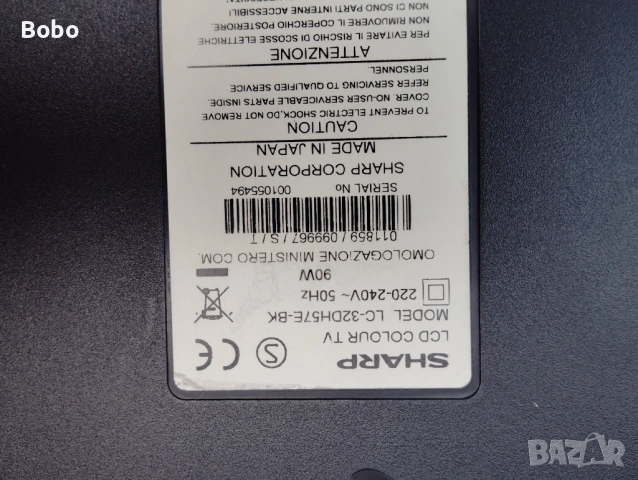 Bobo
SHARP
LCD COLOUR TV
MODEL LC-32DH57E-BK
220-240V~ 50Hz
90W
OMOLOGAZIONE MINISTERO COM.
011859 / 099967 / S / T
SERIAL No 001055494
SHARP CORPORATION
MADE IN JAPAN
CAUTION
TO PREVENT ELECTRIC SHOCK,DO NOT REMOVE
COVER. NO-USER SERVICEABLE PARTS INSIDE.
REFER SERVICING TO QUALIFIED SERVICE
PERSONNEL.
ATTENZIONE
PER EVITARE IL RISCHIO DI SCOSSE ELETTRICHE
NON RIMUOVERE IL COPERCHIO POSTERIORE.
NON CI SONO PARTI INTERNE ACCESSIBILI
CE
BAZAR